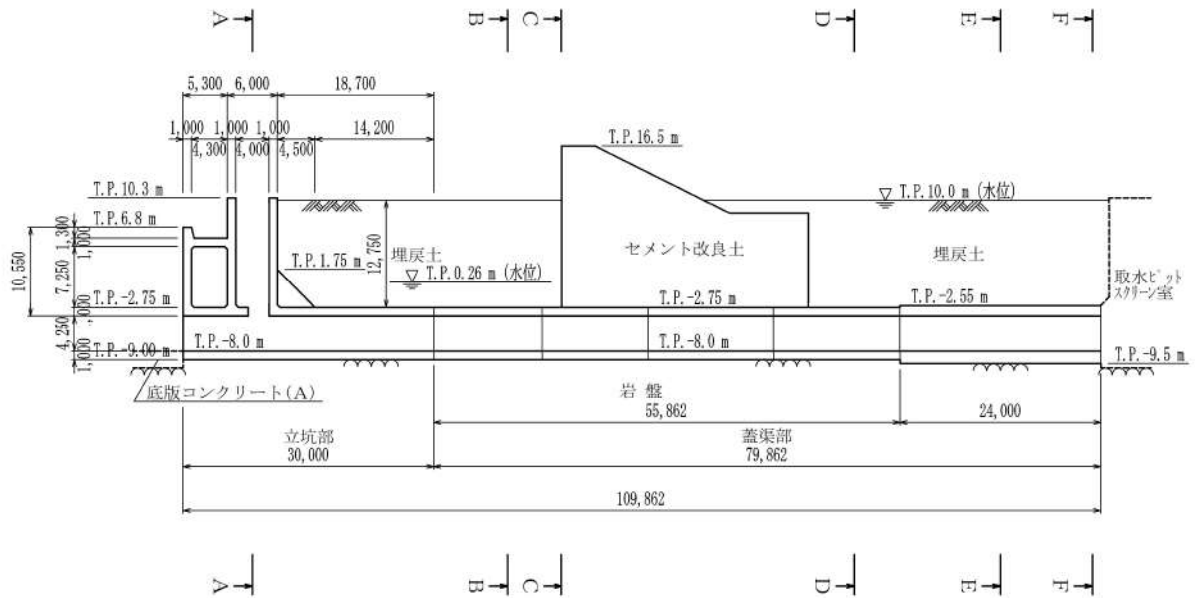 A B C D E F
5,300 6,000 18,700
1,000 1,000 1,000 14,200
4,300 4,000 4,500
T.P.16.5 m
T.P.10.3 m
T.P.10.0 m (水位)
T.P.6.8 m
1,300
1,000
10,550
7,250
12,750
埋戻土
セメント改良土
埋戻土
T.P.1.75 m
T.P.0.26 m (水位)
取水ピット
スクリーン室
T.P.-2.75 m
T.P.-2.75 m
T.P.-2.55 m
4,250
T.P.-8.0 m
T.P.-8.0 m
T.P.-9.00 m
1,000
T.P.-9.5 m
底版コンクリート(A)
岩盤
55,862
24,000
立坑部
蓋渠部
30,000
79,862
109,862
A B C D E F